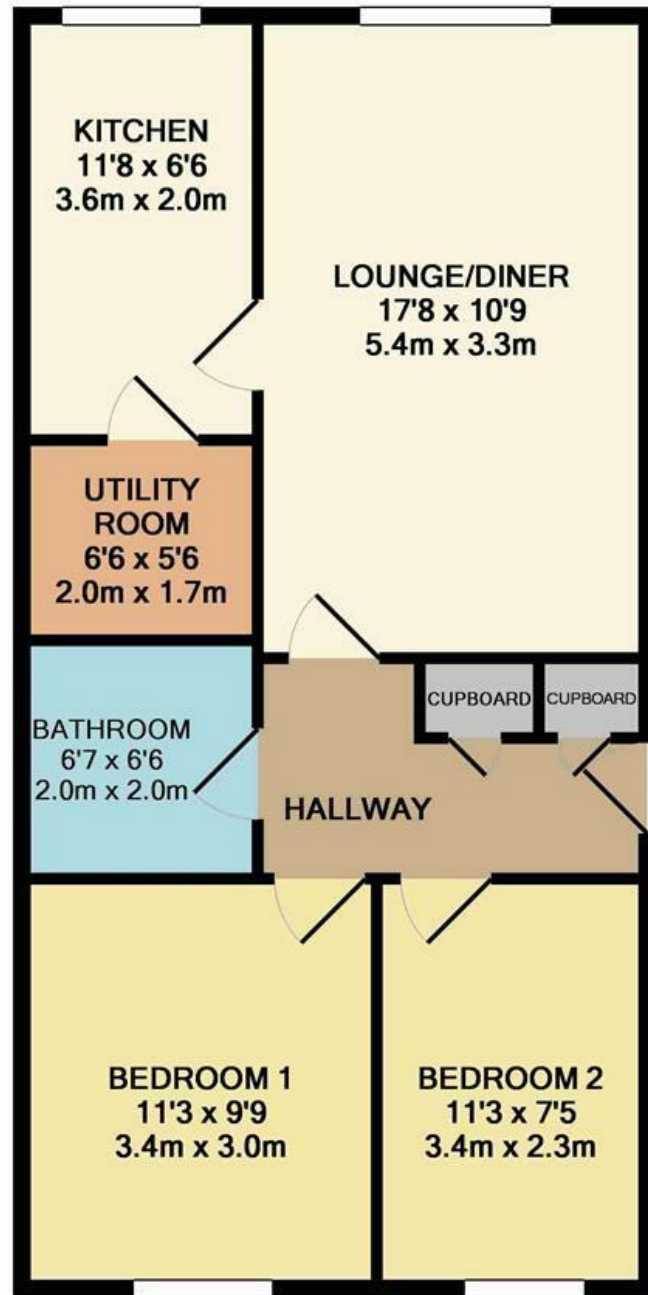 KITCHEN
11'8 x 6'6
3.6m x 2.0m
LOUNGE/DINER
17'8 x 10'9
5.4m x 3.3m
UTILITY
ROOM
6'6 x 5'6
2.0m x 1.7m
BATHROOM
6'7 x 6'6
2.0m x 2.0m
CUPBOARD
CUPBOARD
HALLWAY
BEDROOM 1
11'3 x 9'9
3.4m x 3.0m
BEDROOM 2
11'3 x 7'5
3.4m x 2.3m